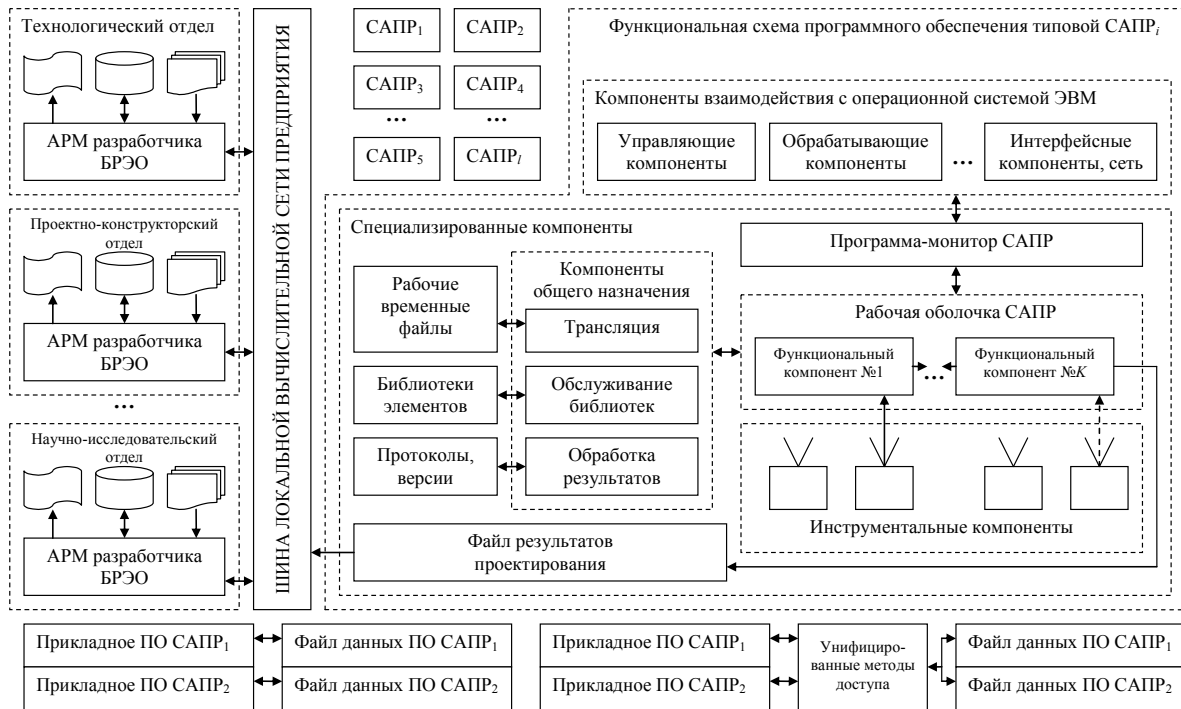 Технологический отдел
АРМ разработчика
БРЭО
Проектно-конструкторский
отдел
АРМ разработчика
БРЭО
...
Научно-исследовательский
отдел
АРМ разработчика
БРЭО
ШИНА ЛОКАЛЬНОЙ ВЫЧИСЛИТЕЛЬНОЙ СЕТИ ПРЕДПРИЯТИЯ
САПР₁
САПР₂
САПР₃
САПР₄
...
...
САПР₅
САПР_l
Функциональная схема программного обеспечения типовой САПР_i
Компоненты взаимодействия с операционной системой ЭВМ
Управляющие
компоненты
Обрабатывающие
компоненты
...
Интерфейсные
компоненты, сеть
Специализированные компоненты
Программа-монитор САПР
Рабочие
временные
файлы
Компоненты
общего назначения
Трансляция
Библиотеки
элементов
Обслуживание
библиотек
Протоколы,
версии
Обработка
результатов
Рабочая оболочка САПР
Функциональный
компонент №1
...
Функциональный
компонент №K
Инструментальные компоненты
Файл результатов
проектирования
Прикладное ПО САПР₁
Файл данных ПО САПР₁
Прикладное ПО САПР₂
Файл данных ПО САПР₂
Прикладное ПО САПР₁
Прикладное ПО САПР₂
Унифициро-
ванные методы
доступа
Файл данных ПО САПР₁
Файл данных ПО САПР₂